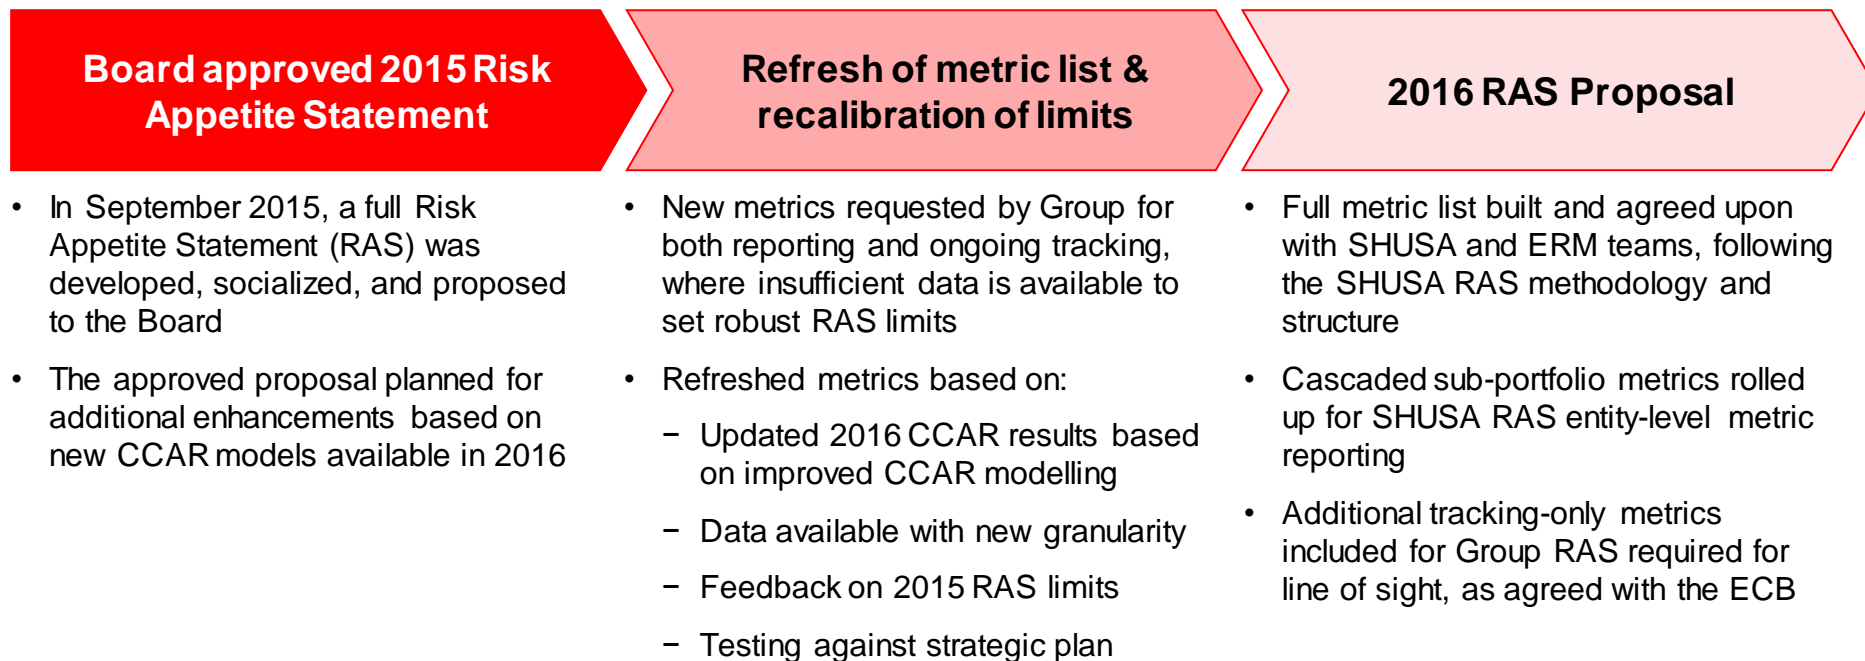 Board approved 2015 Risk
Appetite Statement
• In September 2015, a full Risk
Appetite Statement (RAS) was
developed, socialized, and proposed
to the Board
• The approved proposal planned for
additional enhancements based on
new CCAR models available in 2016
Refresh of metric list &
recalibration of limits
• New metrics requested by Group for
both reporting and ongoing tracking,
where insufficient data is available to
set robust RAS limits
• Refreshed metrics based on:
− Updated 2016 CCAR results based
on improved CCAR modelling
− Data available with new granularity
− Feedback on 2015 RAS limits
− Testing against strategic plan
2016 RAS Proposal
• Full metric list built and agreed upon
with SHUSA and ERM teams, following
the SHUSA RAS methodology and
structure
• Cascaded sub-portfolio metrics rolled
up for SHUSA RAS entity-level metric
reporting
• Additional tracking-only metrics
included for Group RAS required for
line of sight, as agreed with the ECB